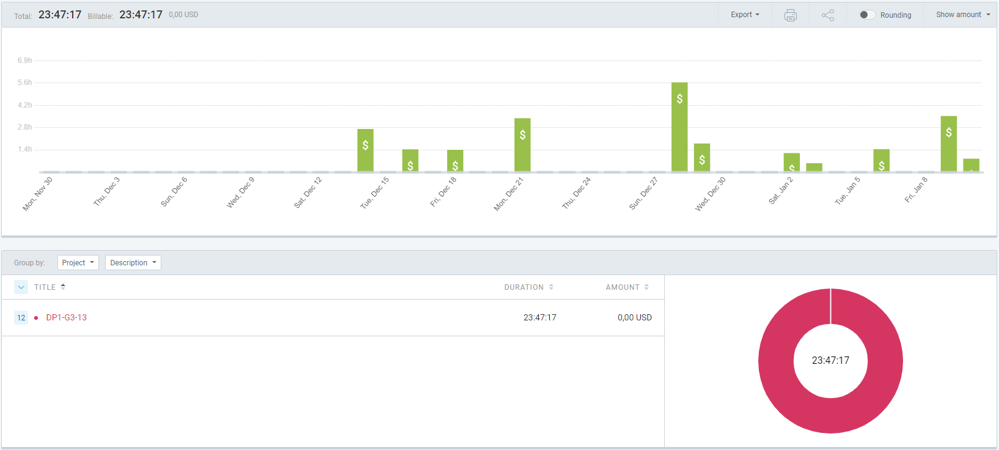 Total: 23:47:17 Billable: 23:47:17 0,00 USD Export Rounding Show amount
6.9h
5.6h
4.2h
2.8h
1.4h
$ $ $ $ $ $ $ $ $
Mon, Nov 30 Thu, Dec 3 Sun, Dec 6 Wed, Dec 9 Sat, Dec 12 Tue, Dec 15 Fri, Dec 18 Mon, Dec 21 Thu, Dec 24 Sun, Dec 27 Wed, Dec 30 Sat, Jan 2 Tue, Jan 5 Fri, Jan 8
Group by: Project Description
TITLE DURATION AMOUNT
12 DP1-G3-13 23:47:17 0,00 USD
23:47:17